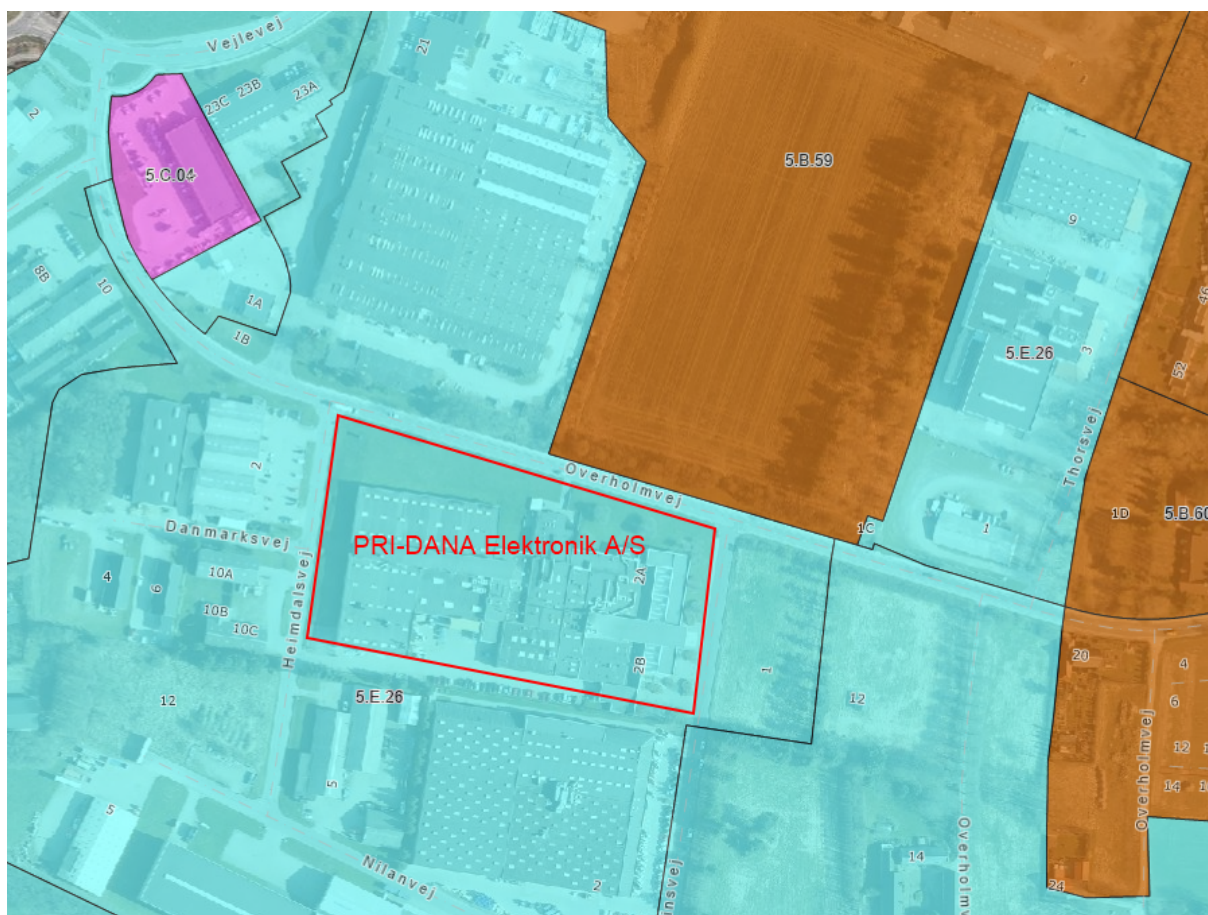 Vejlevej
21
2
23C
23B
23A
5.C.04
5.B.59
9
46
8B
10
1A
1B
5.E.26
3
52
Thorsvej
Overholmvej
2
1C
1
1D
5.B.60
Danmarksvej
PRI-DANA Elektronik A/S
2A
4
6
10A
10B
10C
Heimdalsvej
2B
1
20
4
12
5.E.26
12
6
12
14
5
5
Overholmvej
Nilanvej
2
insvej
14
Overholmv
24